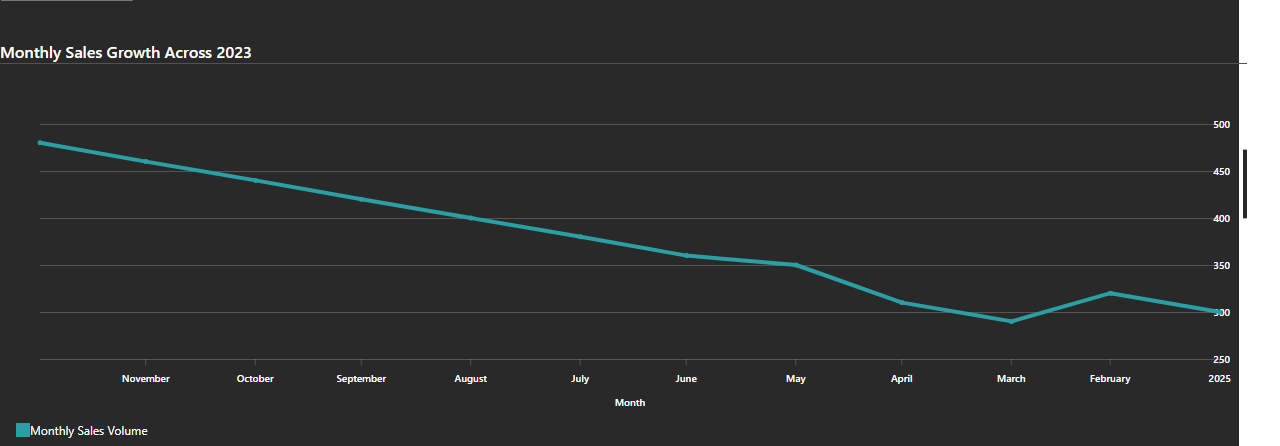 Monthly Sales Growth Across 2023
500
450
400
350
300
250
November October September August July June May April March February 2025
Month
Monthly Sales Volume